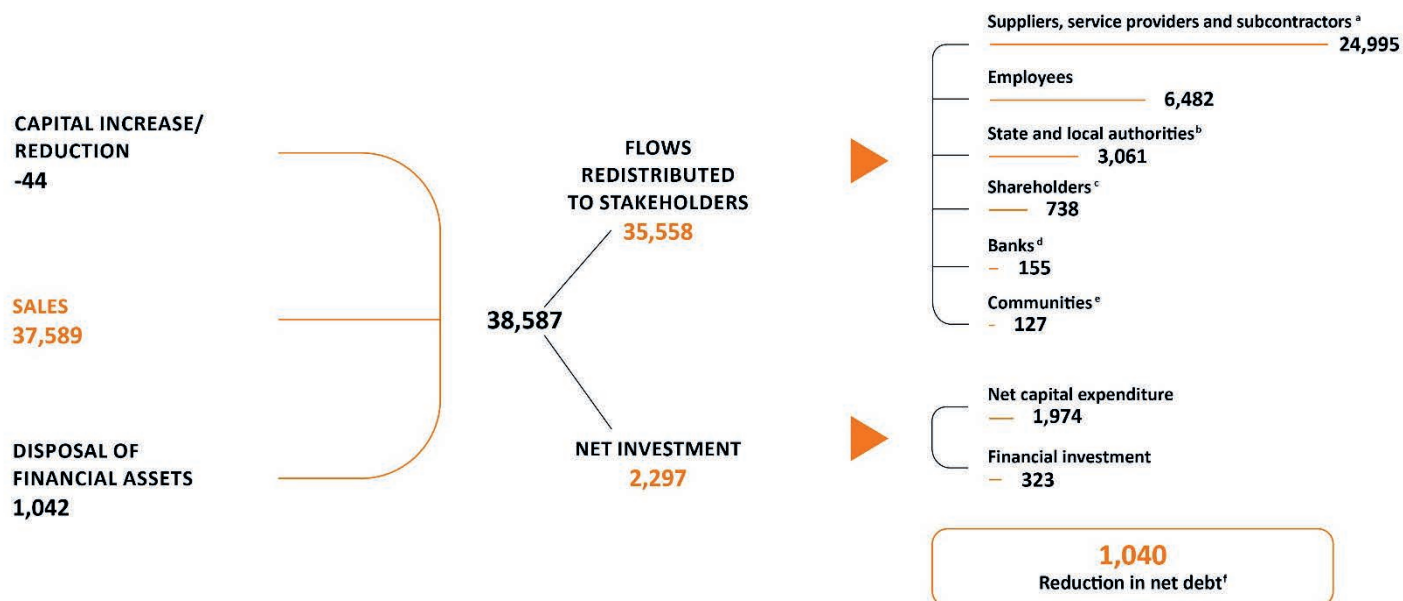 CAPITAL INCREASE/
REDUCTION
-44
SALES
37,589
DISPOSAL OF
FINANCIAL ASSETS
1,042
38,587
FLOWS
REDISTRIBUTED
TO STAKEHOLDERS
35,558
NET INVESTMENT
2,297
Suppliers, service providers and subcontractors a
24,995
Employees
6,482
State and local authorities b
3,061
Shareholders c
738
Banks d
155
Communities e
127
Net capital expenditure
1,974
Financial investment
323
1,040
Reduction in net debt f